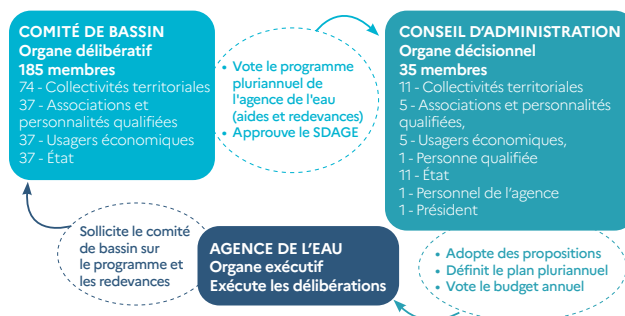 COMITÉ DE BASSIN
Organe délibératif
185 membres
74 - Collectivités territoriales
37 - Associations et
personnalités qualifiées
37 - Usagers économiques
37 - État
• Vote le programme
pluriannuel de
l'agence de l'eau
(aides et redevances)
• Approuve le SDAGE
CONSEIL D'ADMINISTRATION
Organe décisionnel
35 membres
11 - Collectivités territoriales
5 - Associations et personnalités
qualifiées,
5 - Usagers économiques,
1 - Personne qualifiée
11 - État
1 - Personnel de l'agence
1 - Président
Sollicite le comité
de bassin sur
le programme et
les redevances
AGENCE DE L'EAU
Organe exécutif
Exécute les délibérations
• Adopte des propositions
• Définit le plan pluriannuel
• Vote le budget annuel